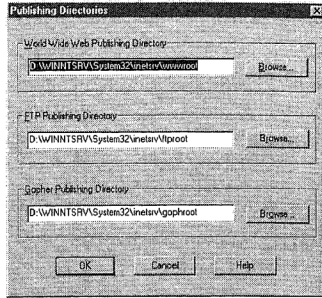 Publishing Directories
World Wide Web Publishing Directory
D:\WINNTSRV\System32\inetsrv\wwwroot
Browse...
FTP Publishing Directory
D:\WINNTSRV\System32\inetsrv\ftproot
Browse...
Gopher Publishing Directory
D:\WINNTSRV\System32\inetsrv\gophroot
Browse...
OK Cancel Help